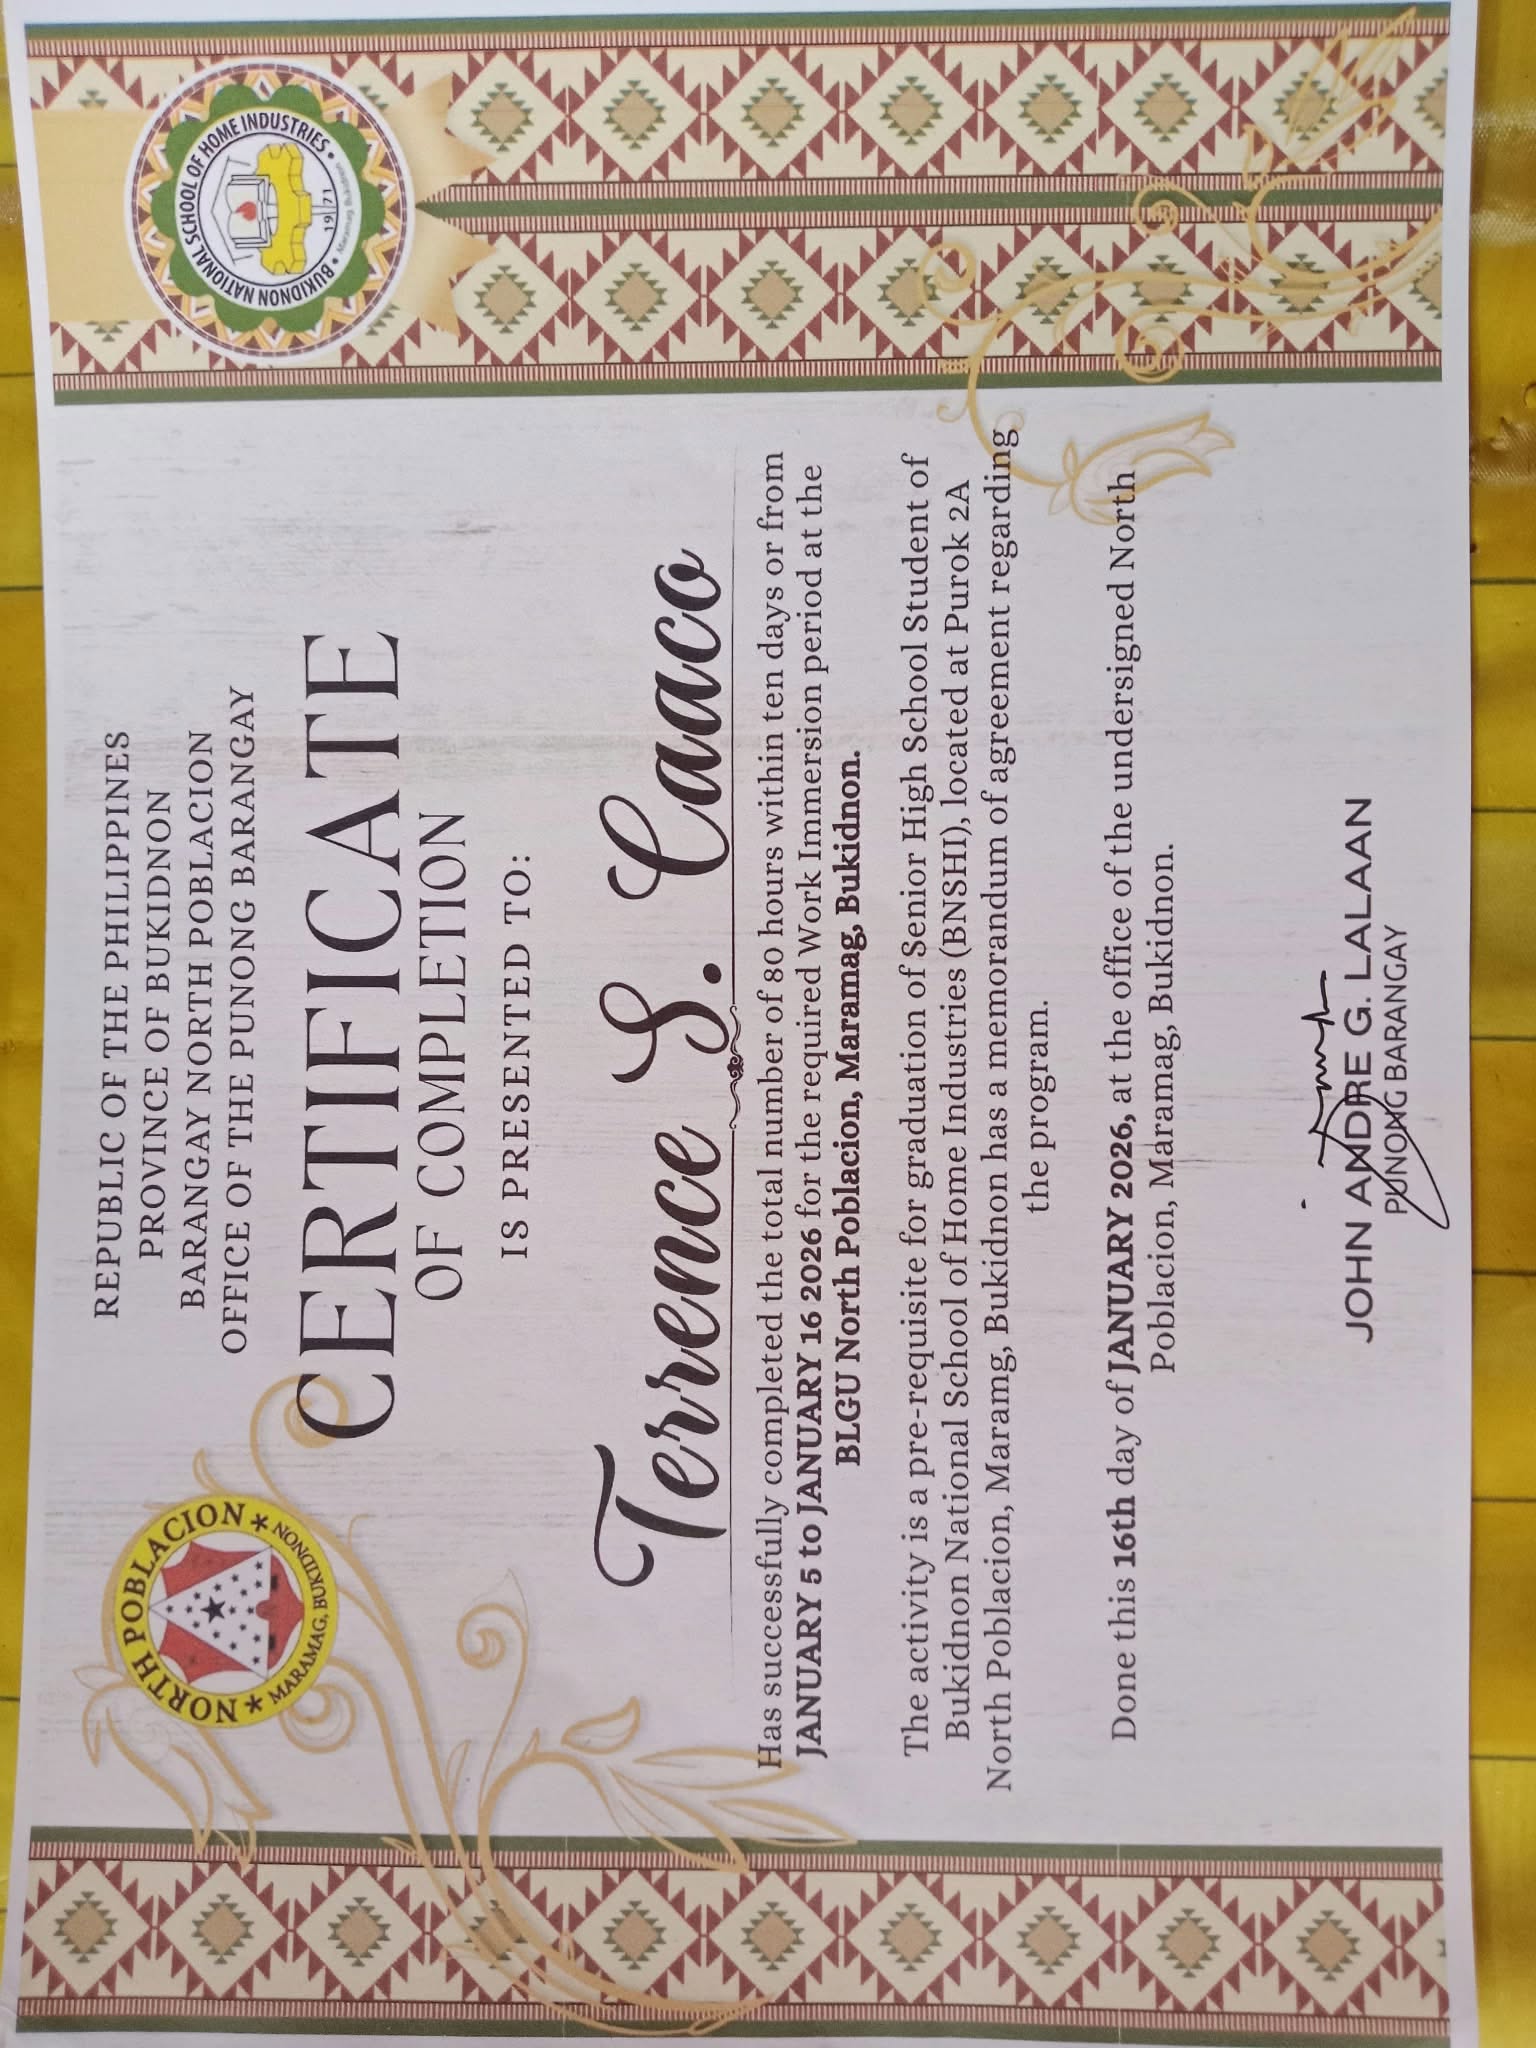 NORTH POBLACION
MARAMAG, BUKIDNON
BUKIDNON NATIONAL SCHOOL OF HOME INDUSTRIES
1971
Maramag Bukidnon
REPUBLIC OF THE PHILIPPINES
PROVINCE OF BUKIDNON
BARANGAY NORTH POBLACION
OFFICE OF THE PUNONG BARANGAY
CERTIFICATE
OF COMPLETION
IS PRESENTED TO:
Terrence S. Caaco
Has successfully completed the total number of 80 hours within ten days or from
JANUARY 5 to JANUARY 16 2026 for the required Work Immersion period at the
BLGU North Poblacion, Maramag, Bukidnon.
The activity is a pre-requisite for graduation of Senior High School Student of
Bukidnon National School of Home Industries (BNSHI), located at Purok 2A
North Poblacion, Maramg, Bukidnon has a memorandum of agreement regarding
the program.
Done this 16th day of JANUARY 2026, at the office of the undersigned North
Poblacion, Maramag, Bukidnon.
JOHN ANDRE G. LALAAN
PUNONG BARANGAY